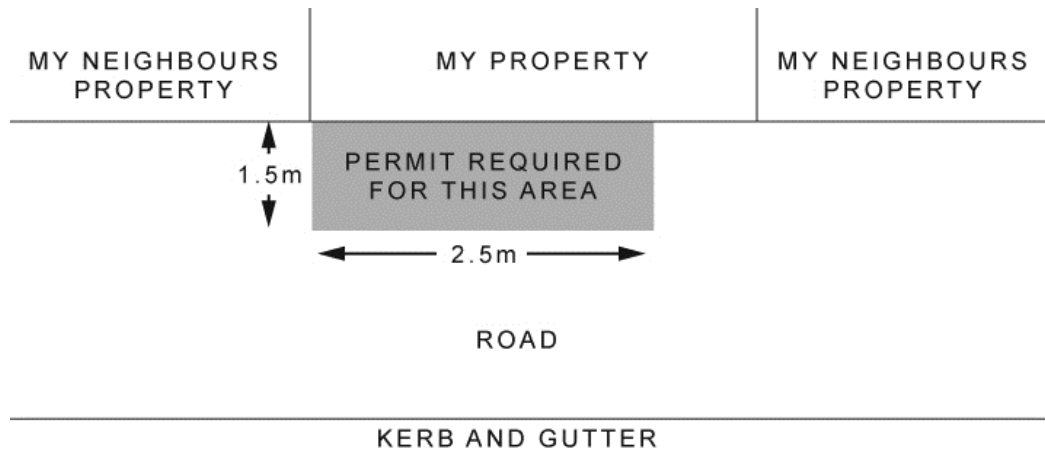 MY NEIGHBOURS
PROPERTY
MY PROPERTY
MY NEIGHBOURS
PROPERTY
1.5m
PERMIT REQUIRED
FOR THIS AREA
2.5m
ROAD
KERB AND GUTTER